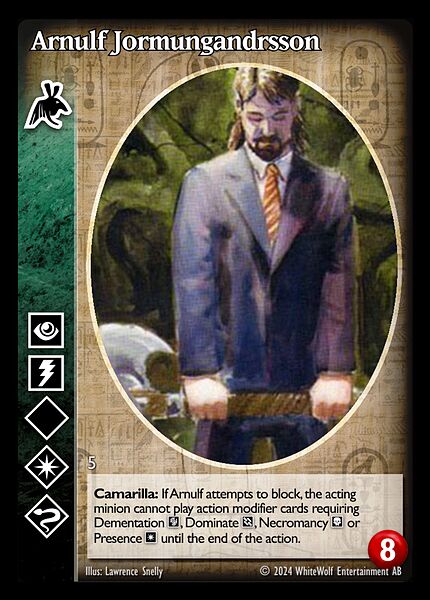 Arnulf Jormungandrsson
5
Camarilla: If Arnulf attempts to block, the acting
minion cannot play action modifier cards requiring
Dementation, Dominate, Necromancy or
Presence until the end of the action.
8
Illus: Lawrence Snelly
© 2024 WhiteWolf Entertainment AB